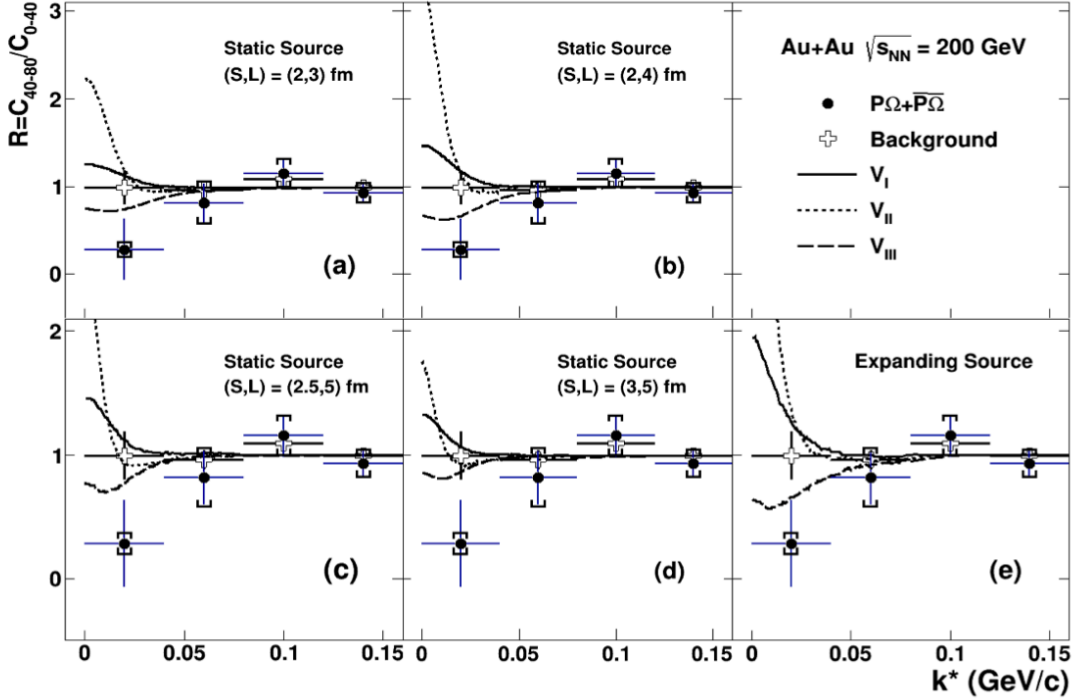 R=C40-80/C0-40
3
2
1
0
Static Source
(S,L) = (2,3) fm
(a)
Static Source
(S,L) = (2,4) fm
(b)
Au+Au √sNN = 200 GeV
PΩ+P̅Ω̅
Background
VI
VII
VIII
2
1
0
Static Source
(S,L) = (2.5,5) fm
(c)
Static Source
(S,L) = (3,5) fm
(d)
Expanding Source
(e)
0 0.05 0.1 0.15 0 0.05 0.1 0.15 0 0.05 0.1 0.15
k* (GeV/c)